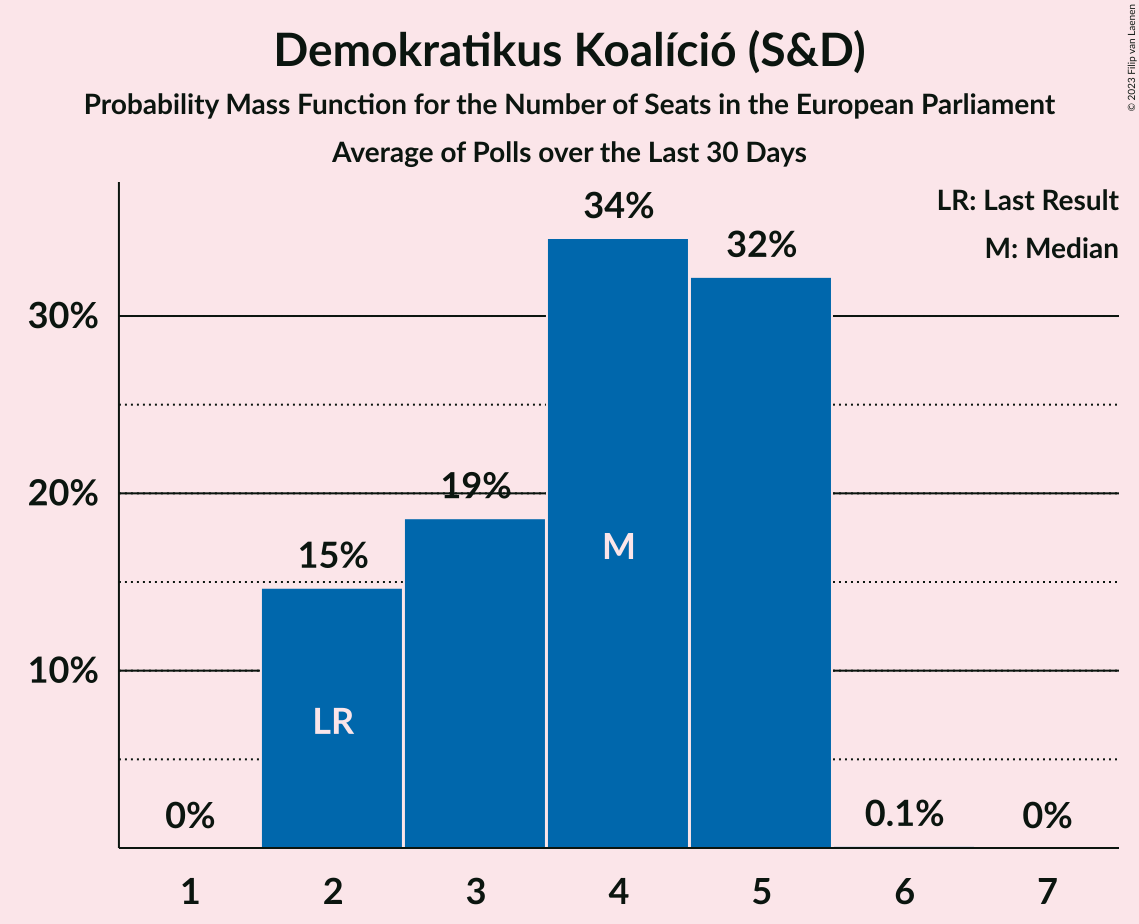 Demokratikus Koalíció (S&D)
Probability Mass Function for the Number of Seats in the European Parliament
Average of Polls over the Last 30 Days
© 2023 Filip van Laenen
LR: Last Result
M: Median
34%
32%
30%
19%
20%
15%
M
10%
LR
0%
0.1%
0%
1 2 3 4 5 6 7